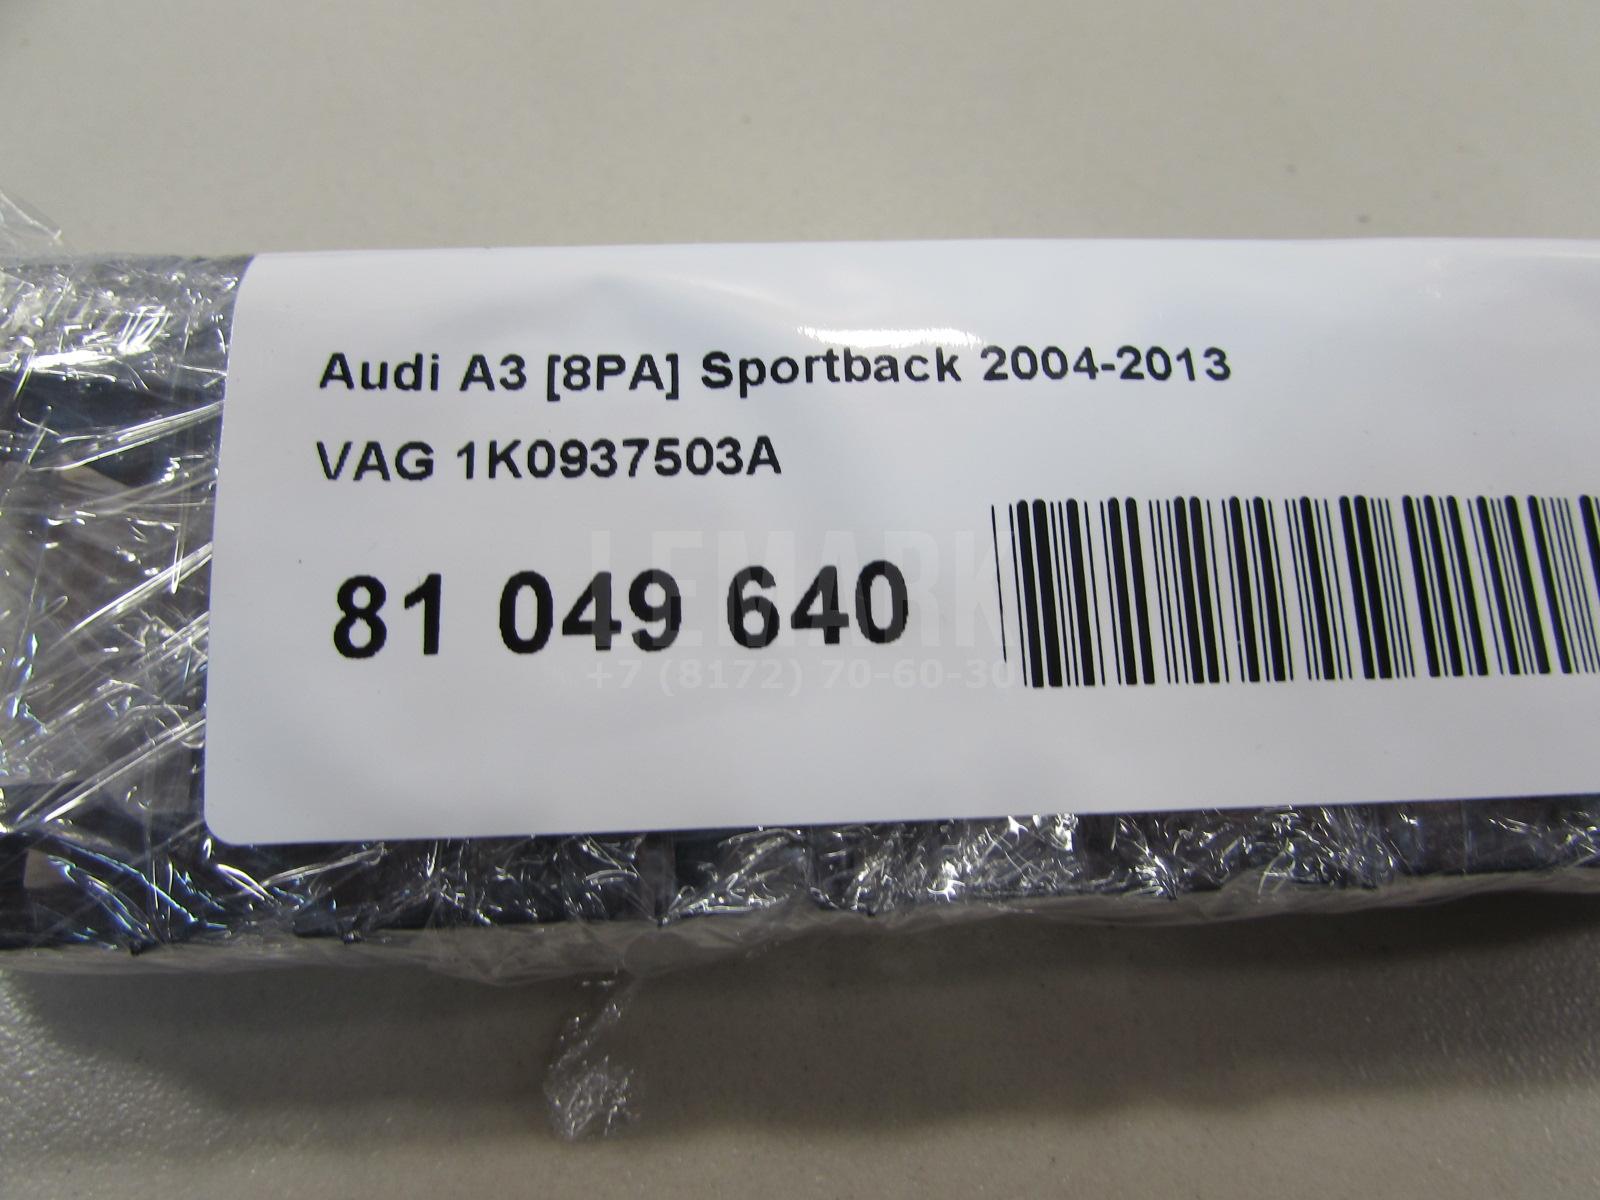 Audi A3 [8PA] Sportback 2004-2013
VAG 1K0937503A
81 049 640
LEMARK
+7 (8172) 70-60-30